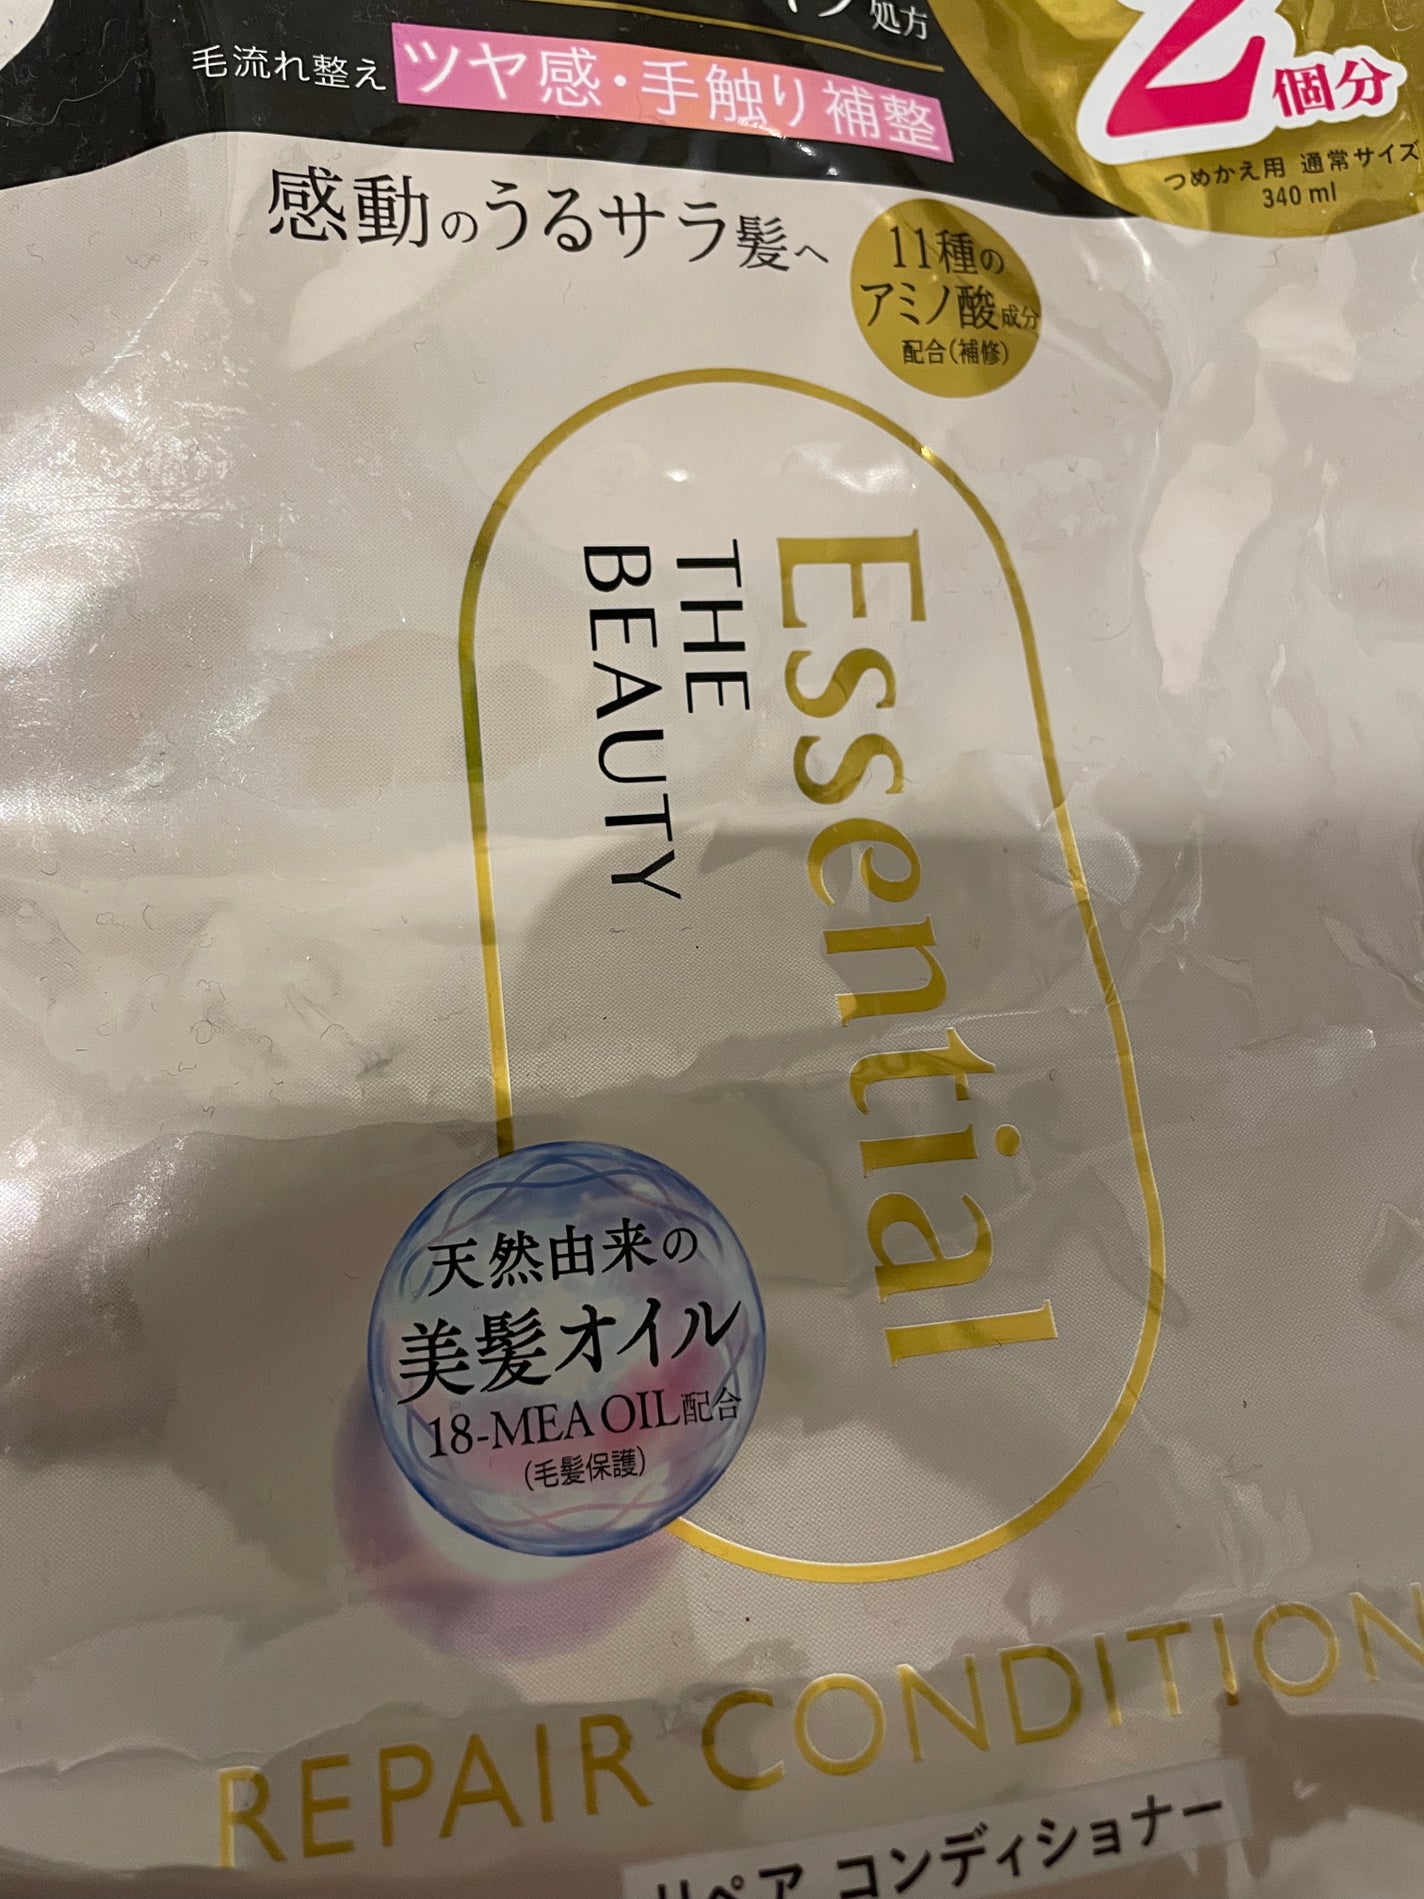 処方
毛流れ整え ツヤ感・手触り補整
2個分
つめかえ用 通常サイズ
340 ml
感動のうるサラ髪へ
11種の
アミノ酸成分
配合(補修)
Essential
THE
BEAUTY
天然由来の
美髪オイル
18-MEA OIL配合
(毛髪保護)
REPAIR CONDITION
リペア コンディショナー